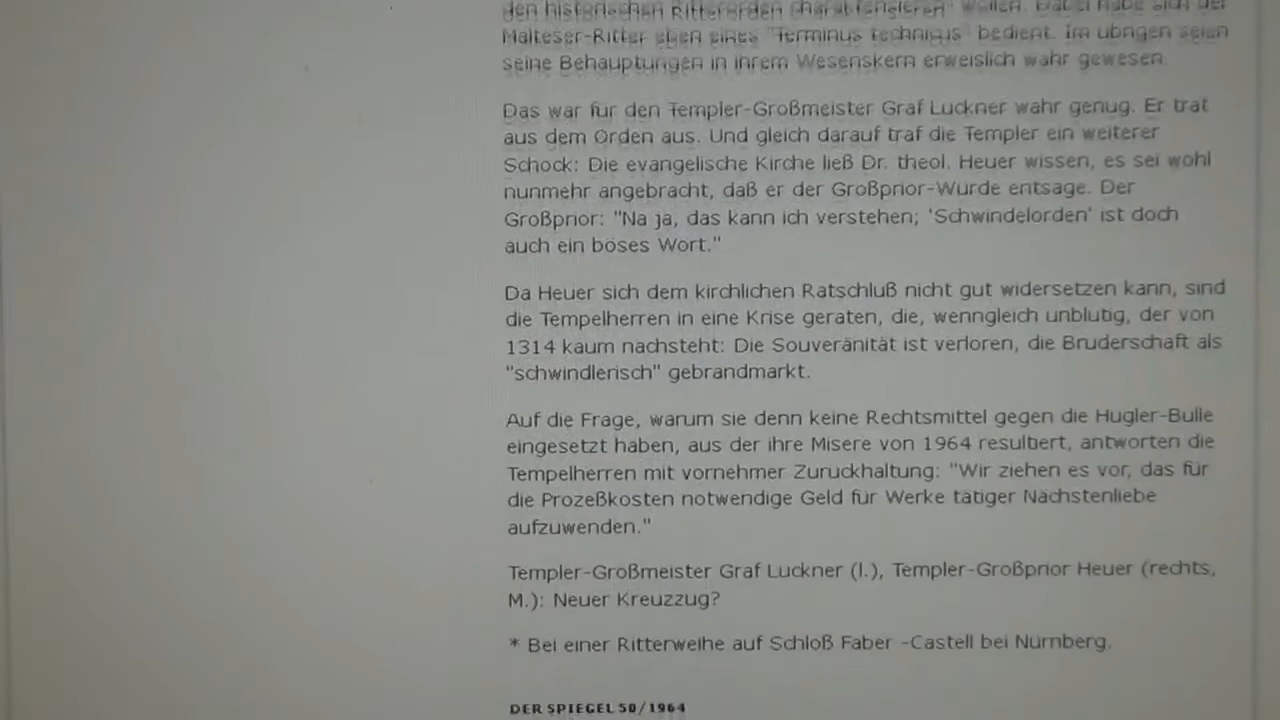 den historischen Ritterorden charakterisieren" wollen. Dabei habe sich der
Malteser-Ritter eben eines "Terminus technicus" bedient. Im übrigen seien
seine Behauptungen in ihrem Wesenskern erweislich wahr gewesen.
Das war für den Templer-Großmeister Graf Luckner wahr genug. Er trat
aus dem Orden aus. Und gleich darauf traf die Templer ein weiterer
Schock: Die evangelische Kirche ließ Dr. theol. Heuer wissen, es sei wohl
nunmehr angebracht, daß er der Großprior-Würde entsage. Der
Großprior: "Na ja, das kann ich verstehen; 'Schwindelorden' ist doch
auch ein böses Wort."
Da Heuer sich dem kirchlichen Ratschluß nicht gut widersetzen kann, sind
die Tempelherren in eine Krise geraten, die, wenngleich unblutig, der von
1314 kaum nachsteht: Die Souveränität ist verloren, die Bruderschaft als
"schwindlerisch" gebrandmarkt.
Auf die Frage, warum sie denn keine Rechtsmittel gegen die Hugler-Bulle
eingesetzt haben, aus der ihre Misere von 1964 resultiert, antworten die
Tempelherren mit vornehmer Zurückhaltung: "Wir ziehen es vor, das für
die Prozeßkosten notwendige Geld für Werke tätiger Nächstenliebe
aufzuwenden."
Templer-Großmeister Graf Luckner (l.), Templer-Großprior Heuer (rechts,
M.): Neuer Kreuzzug?
* Bei einer Ritterweihe auf Schloß Faber -Castell bei Nürnberg.
DER SPIEGEL 50/1964